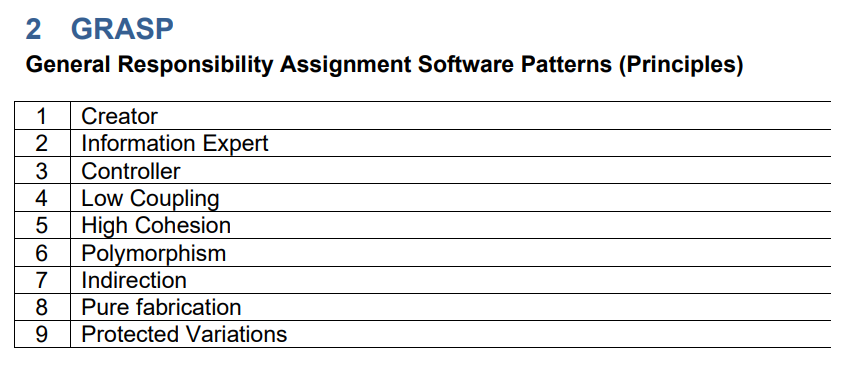 2 GRASP
General Responsibility Assignment Software Patterns (Principles)
1 Creator
2 Information Expert
3 Controller
4 Low Coupling
5 High Cohesion
6 Polymorphism
7 Indirection
8 Pure fabrication
9 Protected Variations